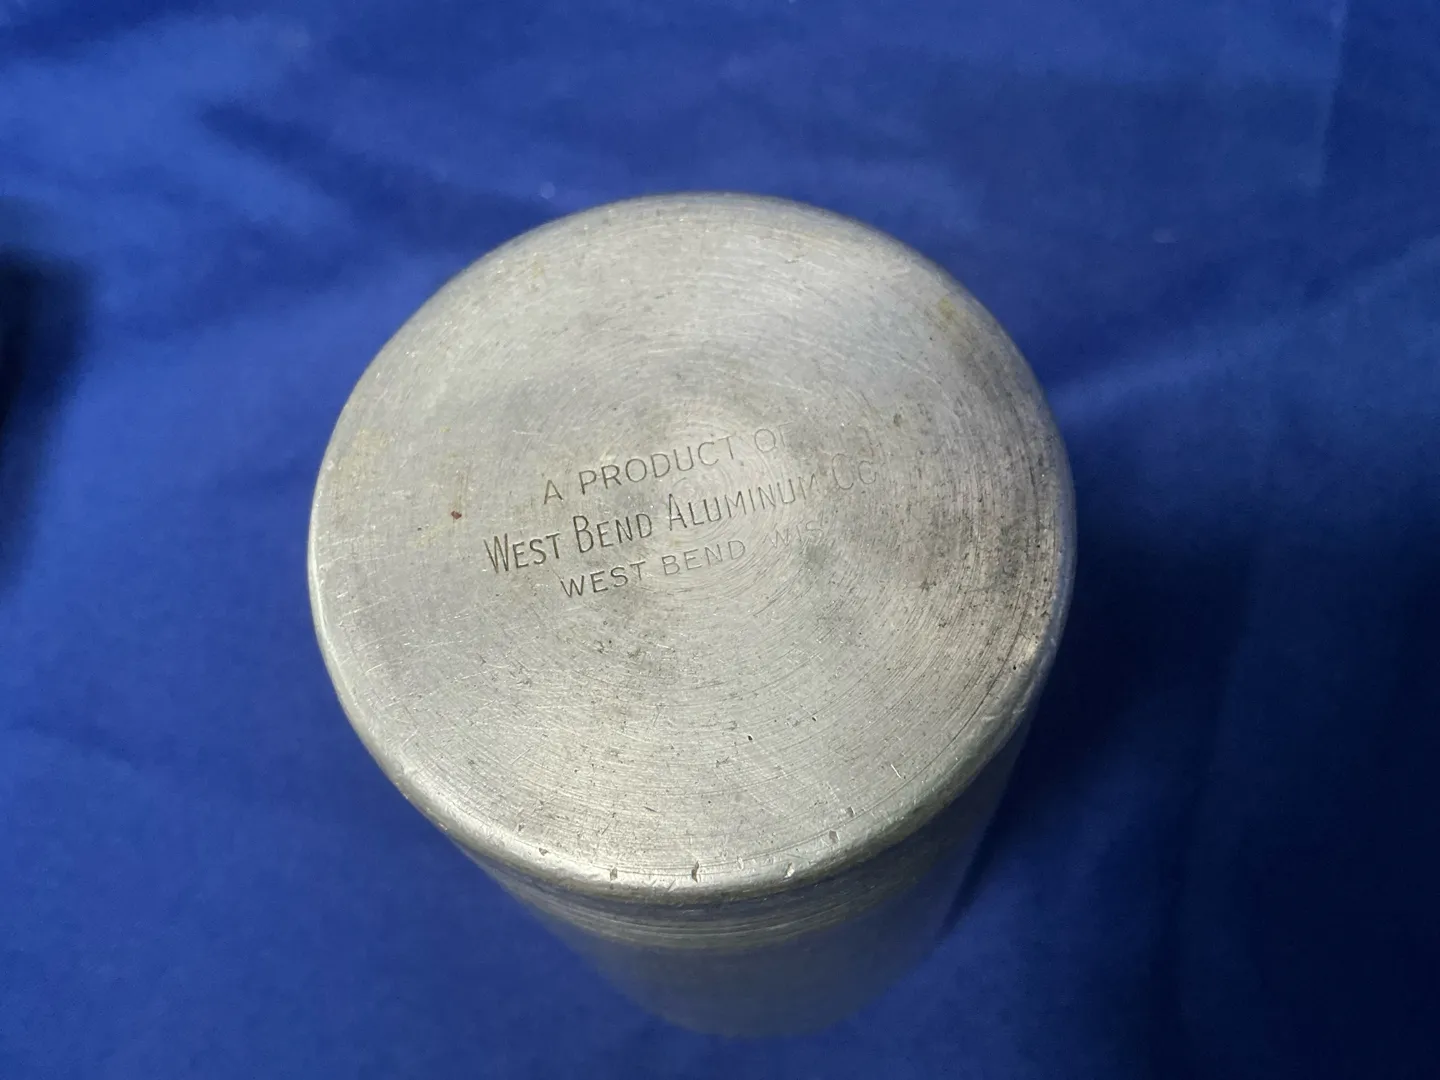 A PRODUCT OF
WEST BEND ALUMINUM CO
WEST BEND WIS